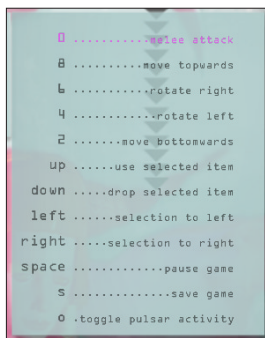 0 ...........melee attack
8 ..........move topwards
6 ...........rotate right
4 ............rotate left
2 .......move bottomwards
up ......use selected item
down .....drop selected item
left ......selection to left
right .....selection to right
space .............pause game
s ..............save game
o .toggle pulsar activity